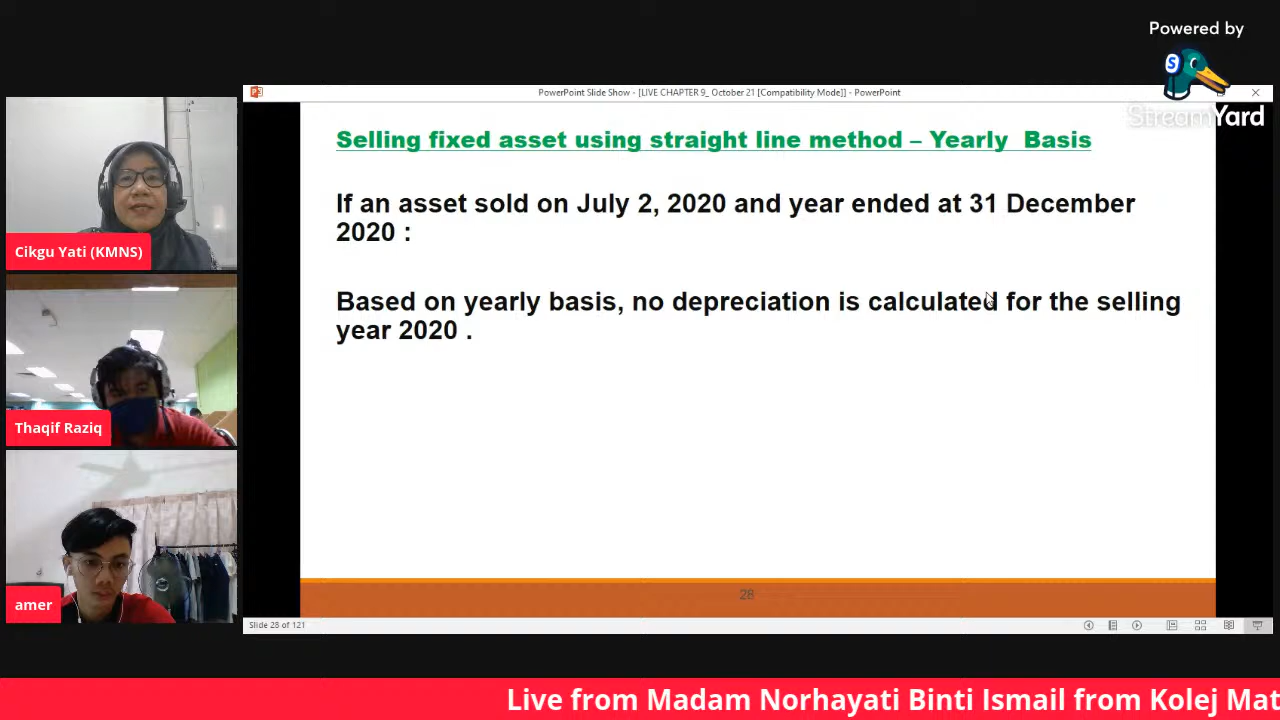 Powered by
StreamYard
PowerPoint Slide Show - [LIVE CHAPTER 9_ October 21 [Compatibility Mode]] - PowerPoint
Selling fixed asset using straight line method – Yearly Basis
If an asset sold on July 2, 2020 and year ended at 31 December
2020 :
Based on yearly basis, no depreciation is calculated for the selling
year 2020 .
28
Slide 28 of 121
Cikgu Yati (KMNS)
Thaqif Raziq
amer
Live from Madam Norhayati Binti Ismail from Kolej Mat